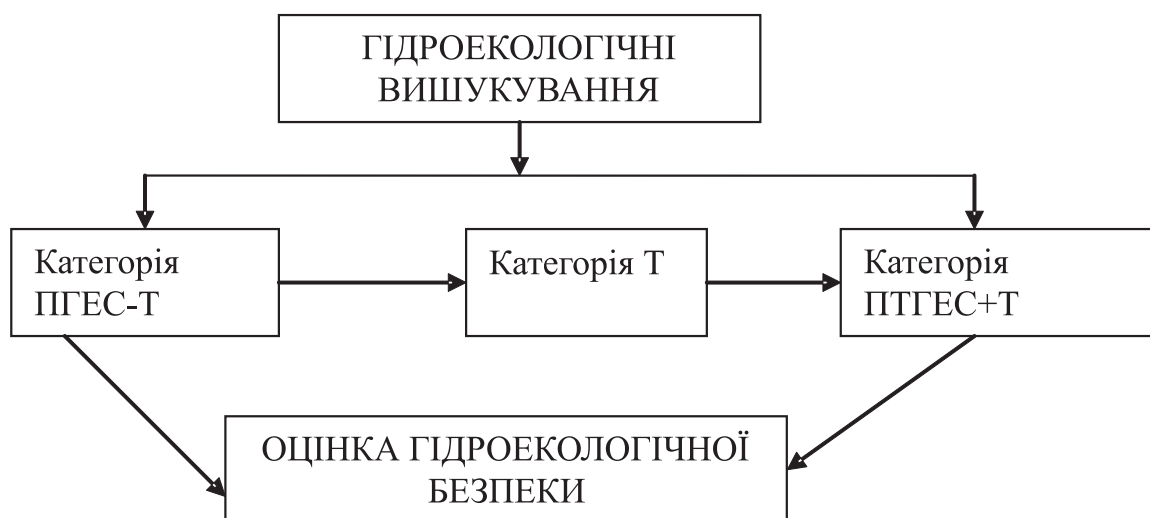 ГІДРОЕКОЛОГІЧНІ
ВИШУКУВАННЯ
Категорія
ПГЕС-Т
Категорія Т
Категорія
ПТГЕС+Т
ОЦІНКА ГІДРОЕКОЛОГІЧНОЇ
БЕЗПЕКИ